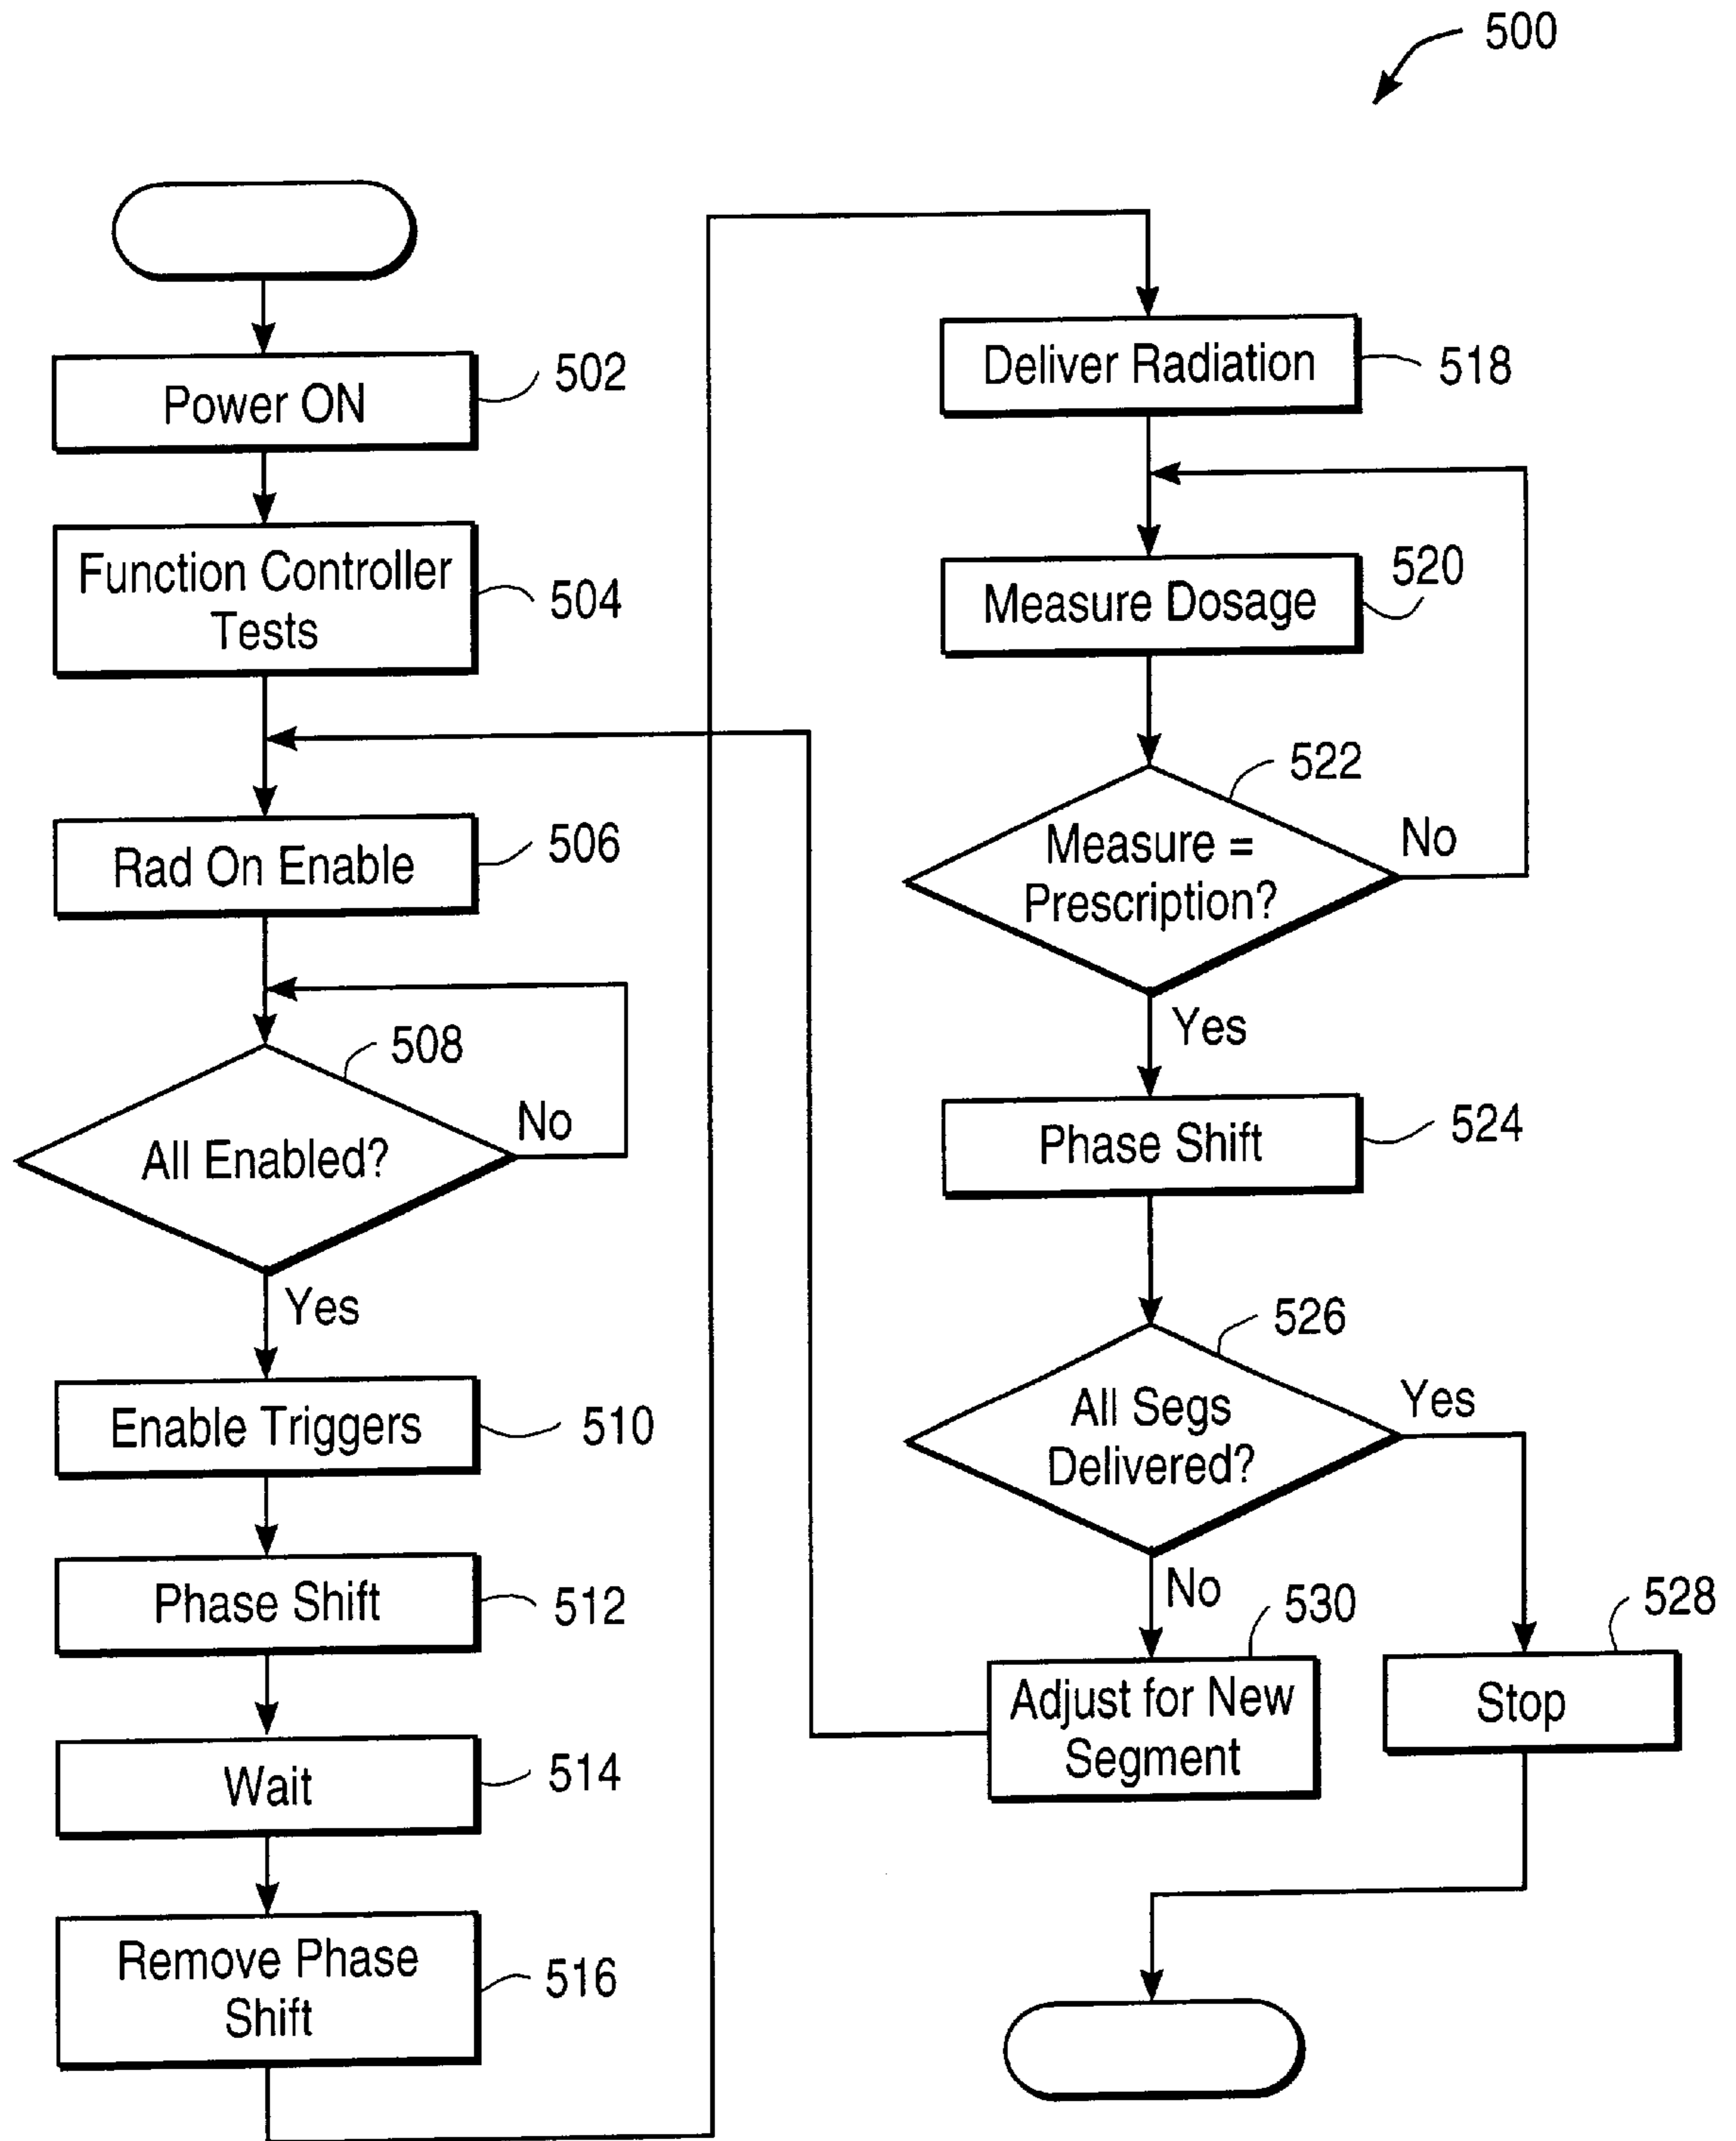 500
Power ON
502
Function Controller
Tests
504
Rad On Enable
506
508
All Enabled?
No
Yes
Enable Triggers
510
Phase Shift
512
Wait
514
Remove Phase
Shift
516
Deliver Radiation
518
Measure Dosage
520
522
Measure =
Prescription?
No
Yes
Phase Shift
524
526
All Segs
Delivered?
Yes
No
530
Adjust for New
Segment
528
Stop